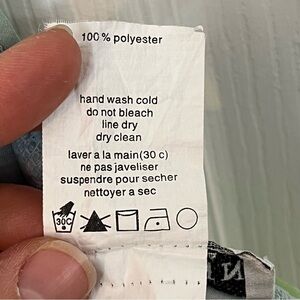 100% polyester
hand wash cold
do not bleach
line dry
dry clean
laver a la main(30 c)
ne pas javeliser
suspendre pour secher
nettoyer a sec
30C